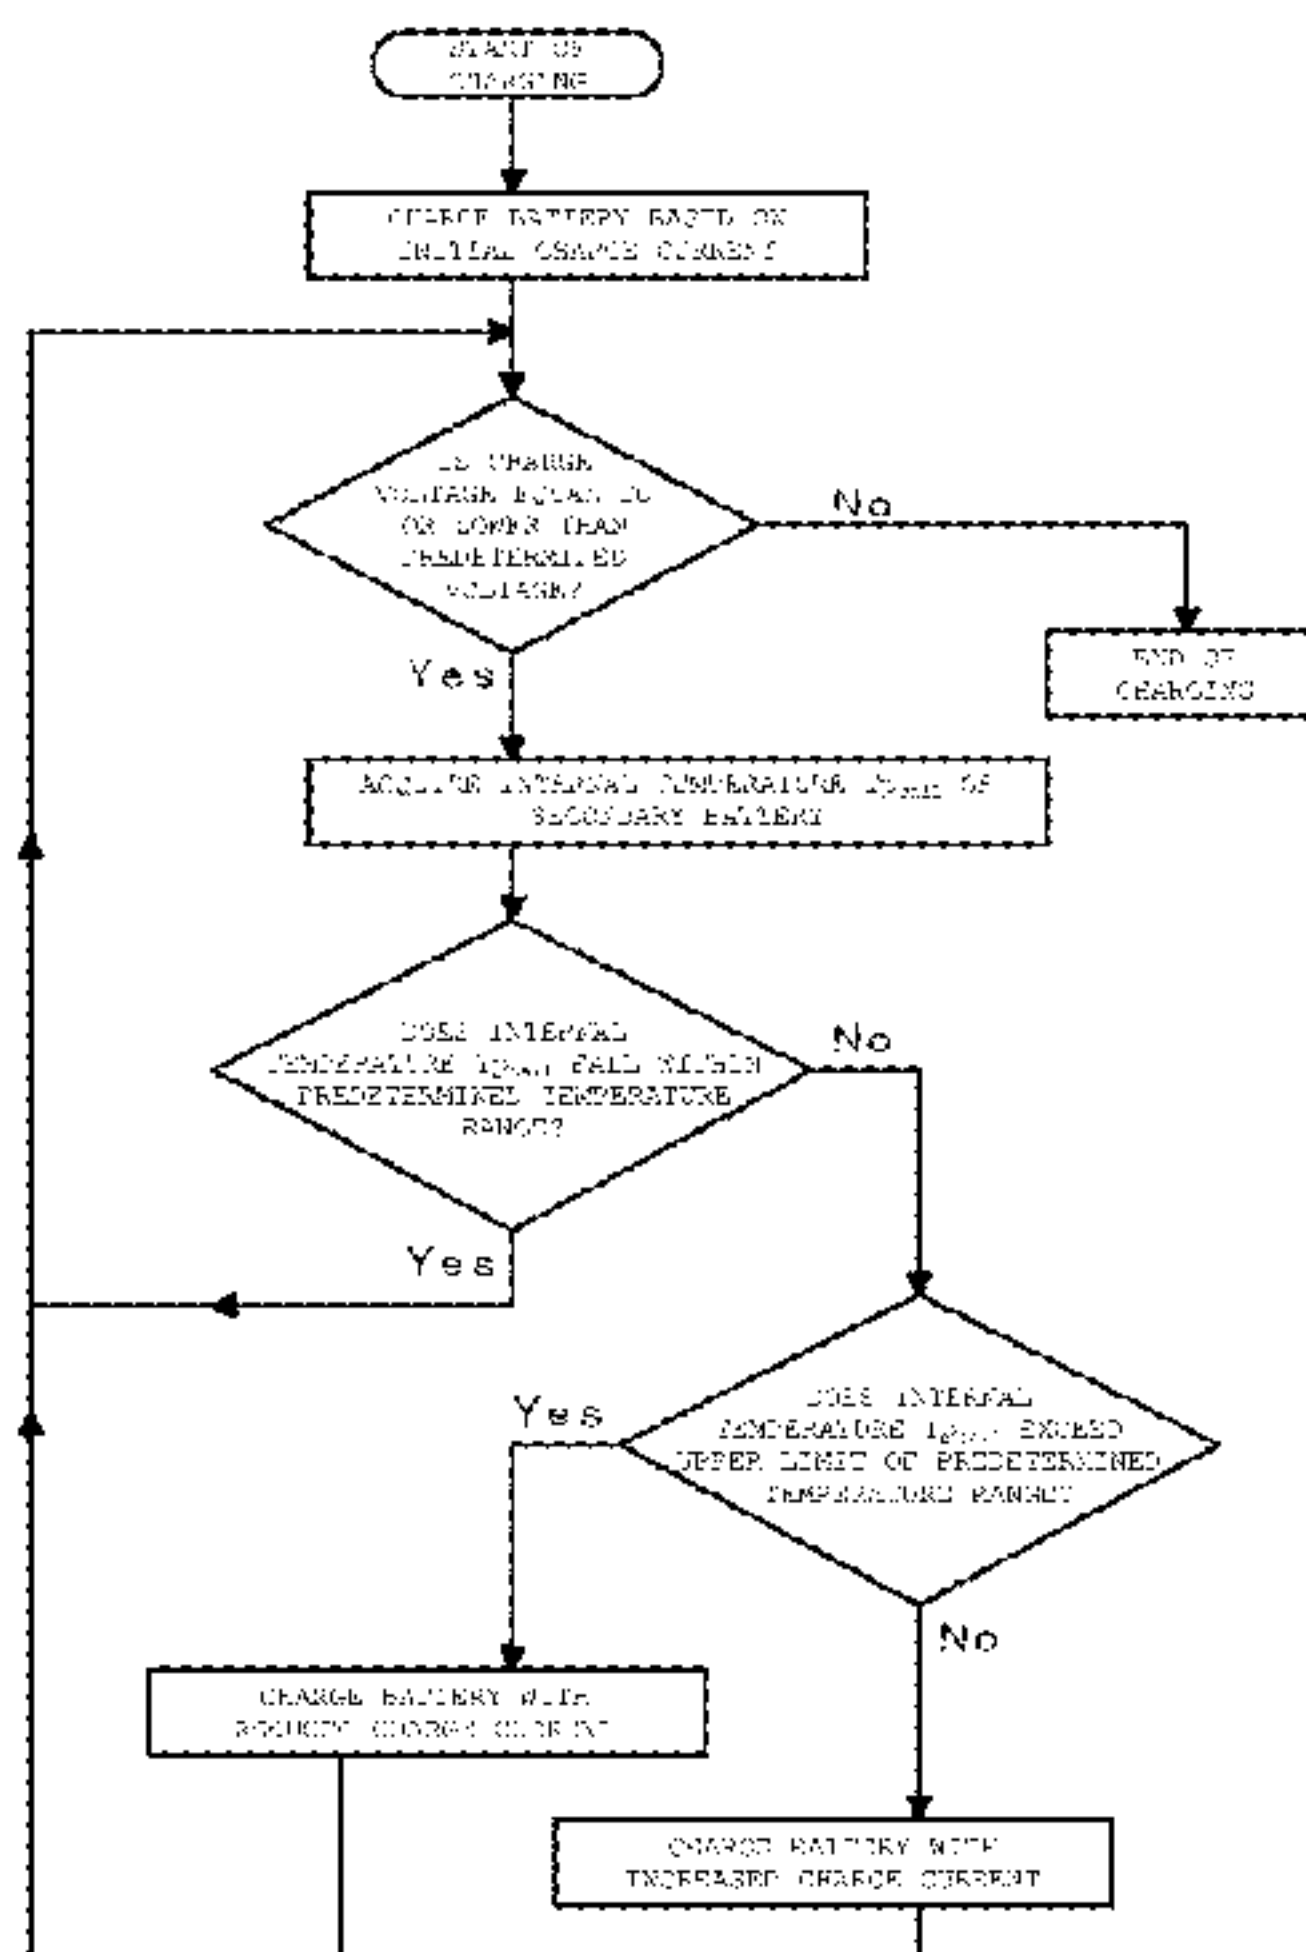 START OF
CHARGING
CHARGE BATTERY BASED ON
INITIAL CHARGE CURRENT
IS CHARGE
VOLTAGE EQUAL TO
OR LOWER THAN
PREDETERMINED
VOLTAGE?
No
Yes
END OF
CHARGING
ACQUIRE INTERNAL TEMPERATURE OF
SECONDARY BATTERY
DOES INTERNAL
TEMPERATURE FALL WITHIN
PREDETERMINED TEMPERATURE
RANGE?
No
Yes
DOES INTERNAL
TEMPERATURE EXCEED
UPPER LIMIT OF PREDETERMINED
TEMPERATURE RANGE?
Yes
No
CHARGE BATTERY WITH
REDUCED CHARGE CURRENT
CHARGE BATTERY WITH
INCREASED CHARGE CURRENT